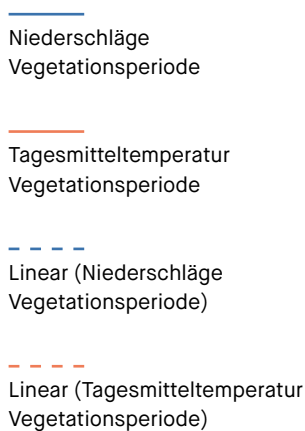 Niederschläge
Vegetationsperiode
Tagesmitteltemperatur
Vegetationsperiode
Linear (Niederschläge
Vegetationsperiode)
Linear (Tagesmitteltemperatur
Vegetationsperiode)